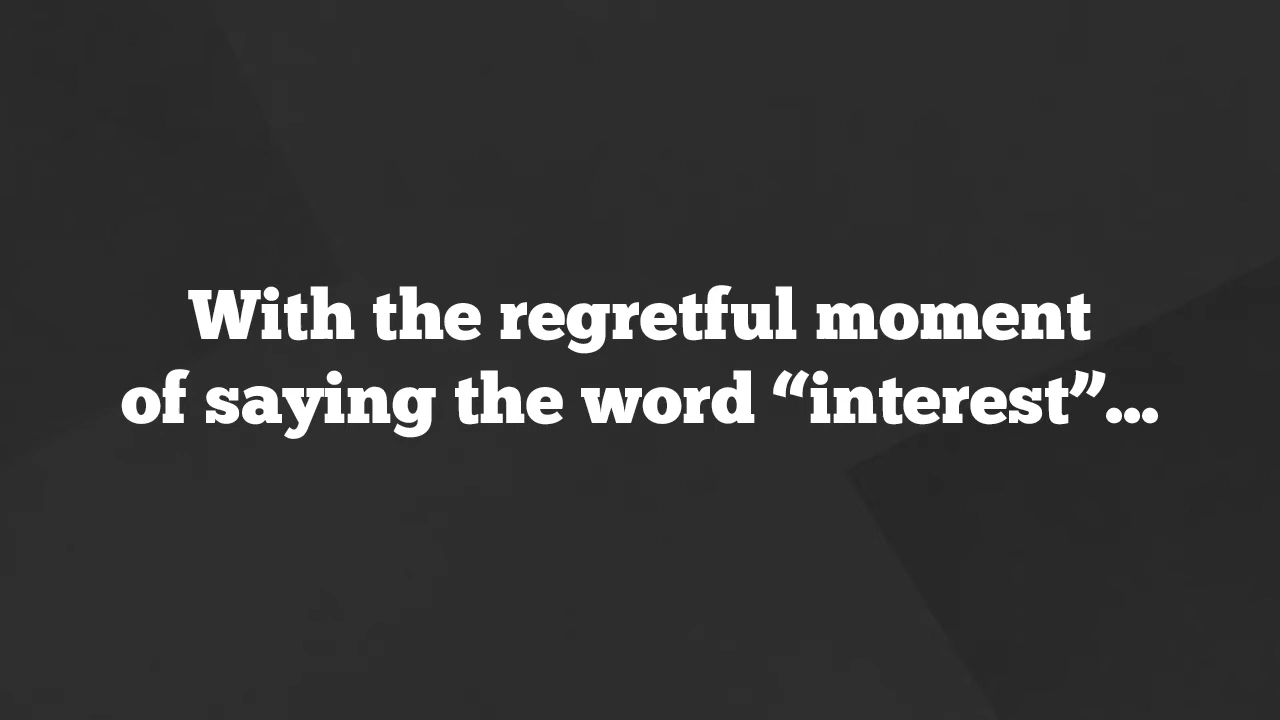 With the regretful moment
of saying the word “interest”...